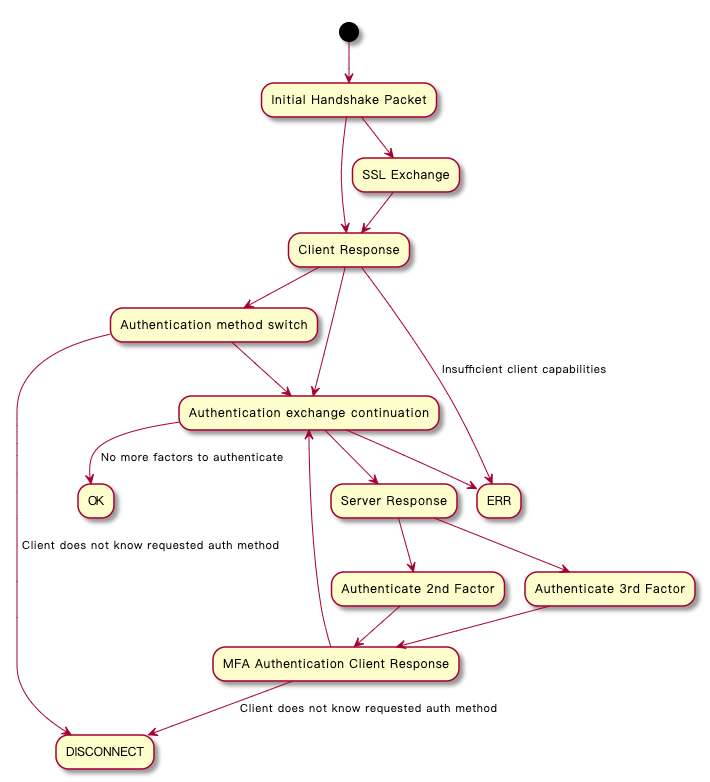 Initial Handshake Packet
SSL Exchange
Client Response
Authentication method switch
Insufficient client capabilities
Authentication exchange continuation
No more factors to authenticate
OK
Server Response
ERR
Client does not know requested auth method
Authenticate 2nd Factor
Authenticate 3rd Factor
MFA Authentication Client Response
Client does not know requested auth method
DISCONNECT